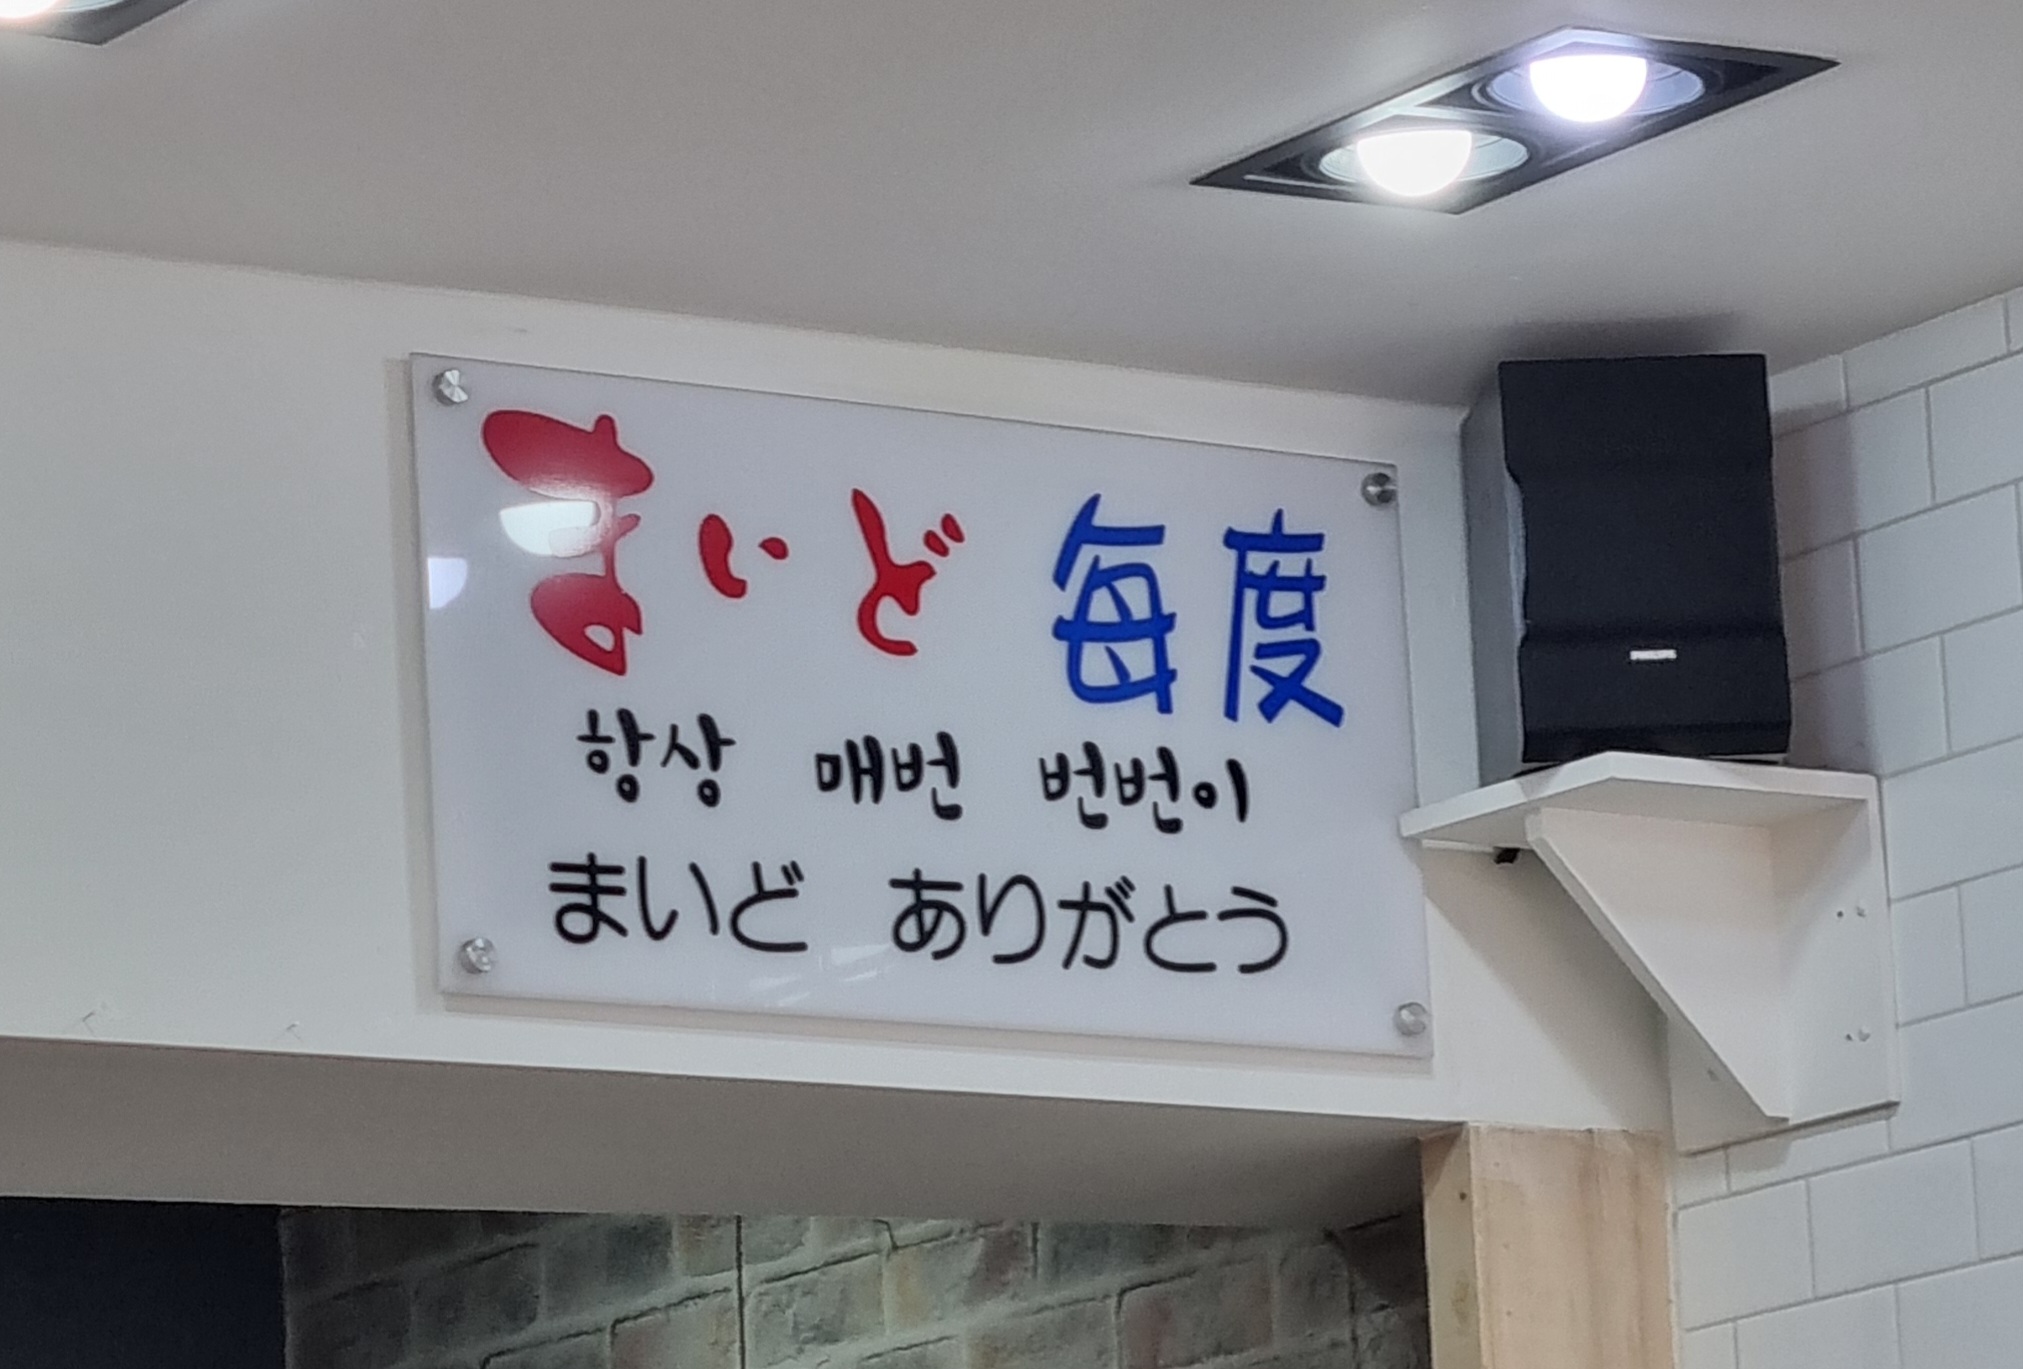 まいど 毎度
항상 매번 번번이
まいど ありがとう